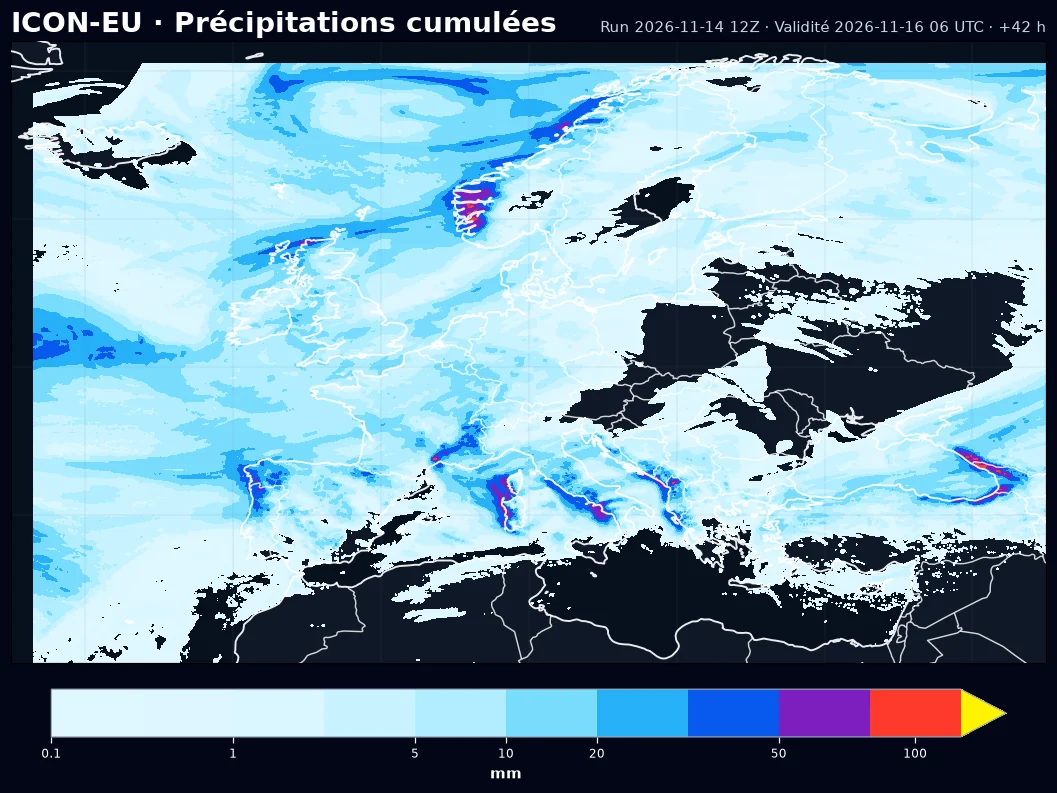 ICON-EU · Précipitations cumulées
Run 2026-11-14 12Z · Validité 2026-11-16 06 UTC · +42 h
0.1 1 5 10 20 50 100
mm